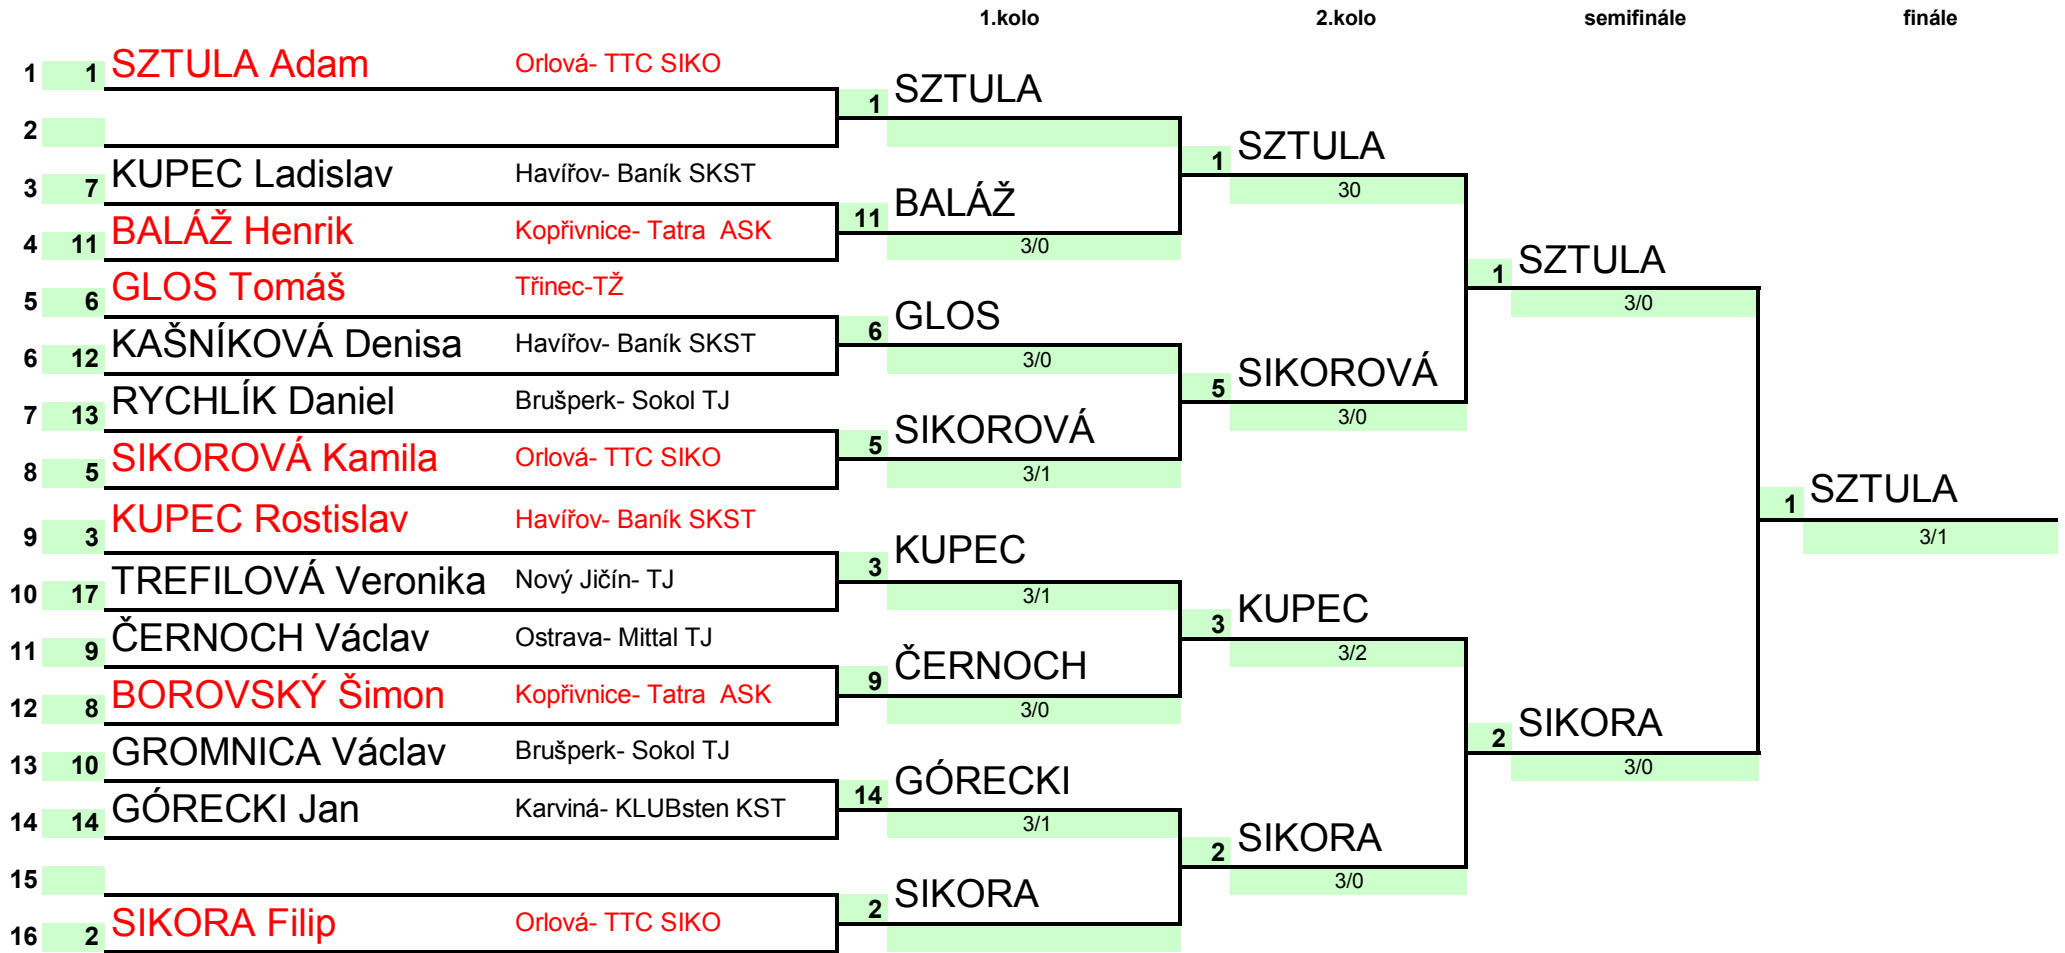 1.kolo 2.kolo semifinále finále
1 1 SZTULA Adam Orlová- TTC SIKO
1 SZTULA
2
1 SZTULA
3 7 KUPEC Ladislav Havířov- Baník SKST
30
11 BALÁŽ
4 11 BALÁŽ Henrik Kopřivnice- Tatra ASK
3/0
1 SZTULA
5 6 GLOS Tomáš Třinec-TŽ
3/0
6 GLOS
6 12 KAŠNÍKOVÁ Denisa Havířov- Baník SKST
3/0
5 SIKOROVÁ
7 13 RYCHLÍK Daniel Brušperk- Sokol TJ
3/0
5 SIKOROVÁ
8 5 SIKOROVÁ Kamila Orlová- TTC SIKO
3/1
1 SZTULA
9 3 KUPEC Rostislav Havířov- Baník SKST
3/1
3 KUPEC
10 17 TREFILOVÁ Veronika Nový Jičín- TJ
3/1
3 KUPEC
11 9 ČERNOCH Václav Ostrava- Mittal TJ
3/2
9 ČERNOCH
12 8 BOROVSKÝ Šimon Kopřivnice- Tatra ASK
3/0
2 SIKORA
13 10 GROMNICA Václav Brušperk- Sokol TJ
3/0
14 GÓRECKI
14 14 GÓRECKI Jan Karviná- KLUBsten KST
3/1
2 SIKORA
15
3/0
2 SIKORA
16 2 SIKORA Filip Orlová- TTC SIKO